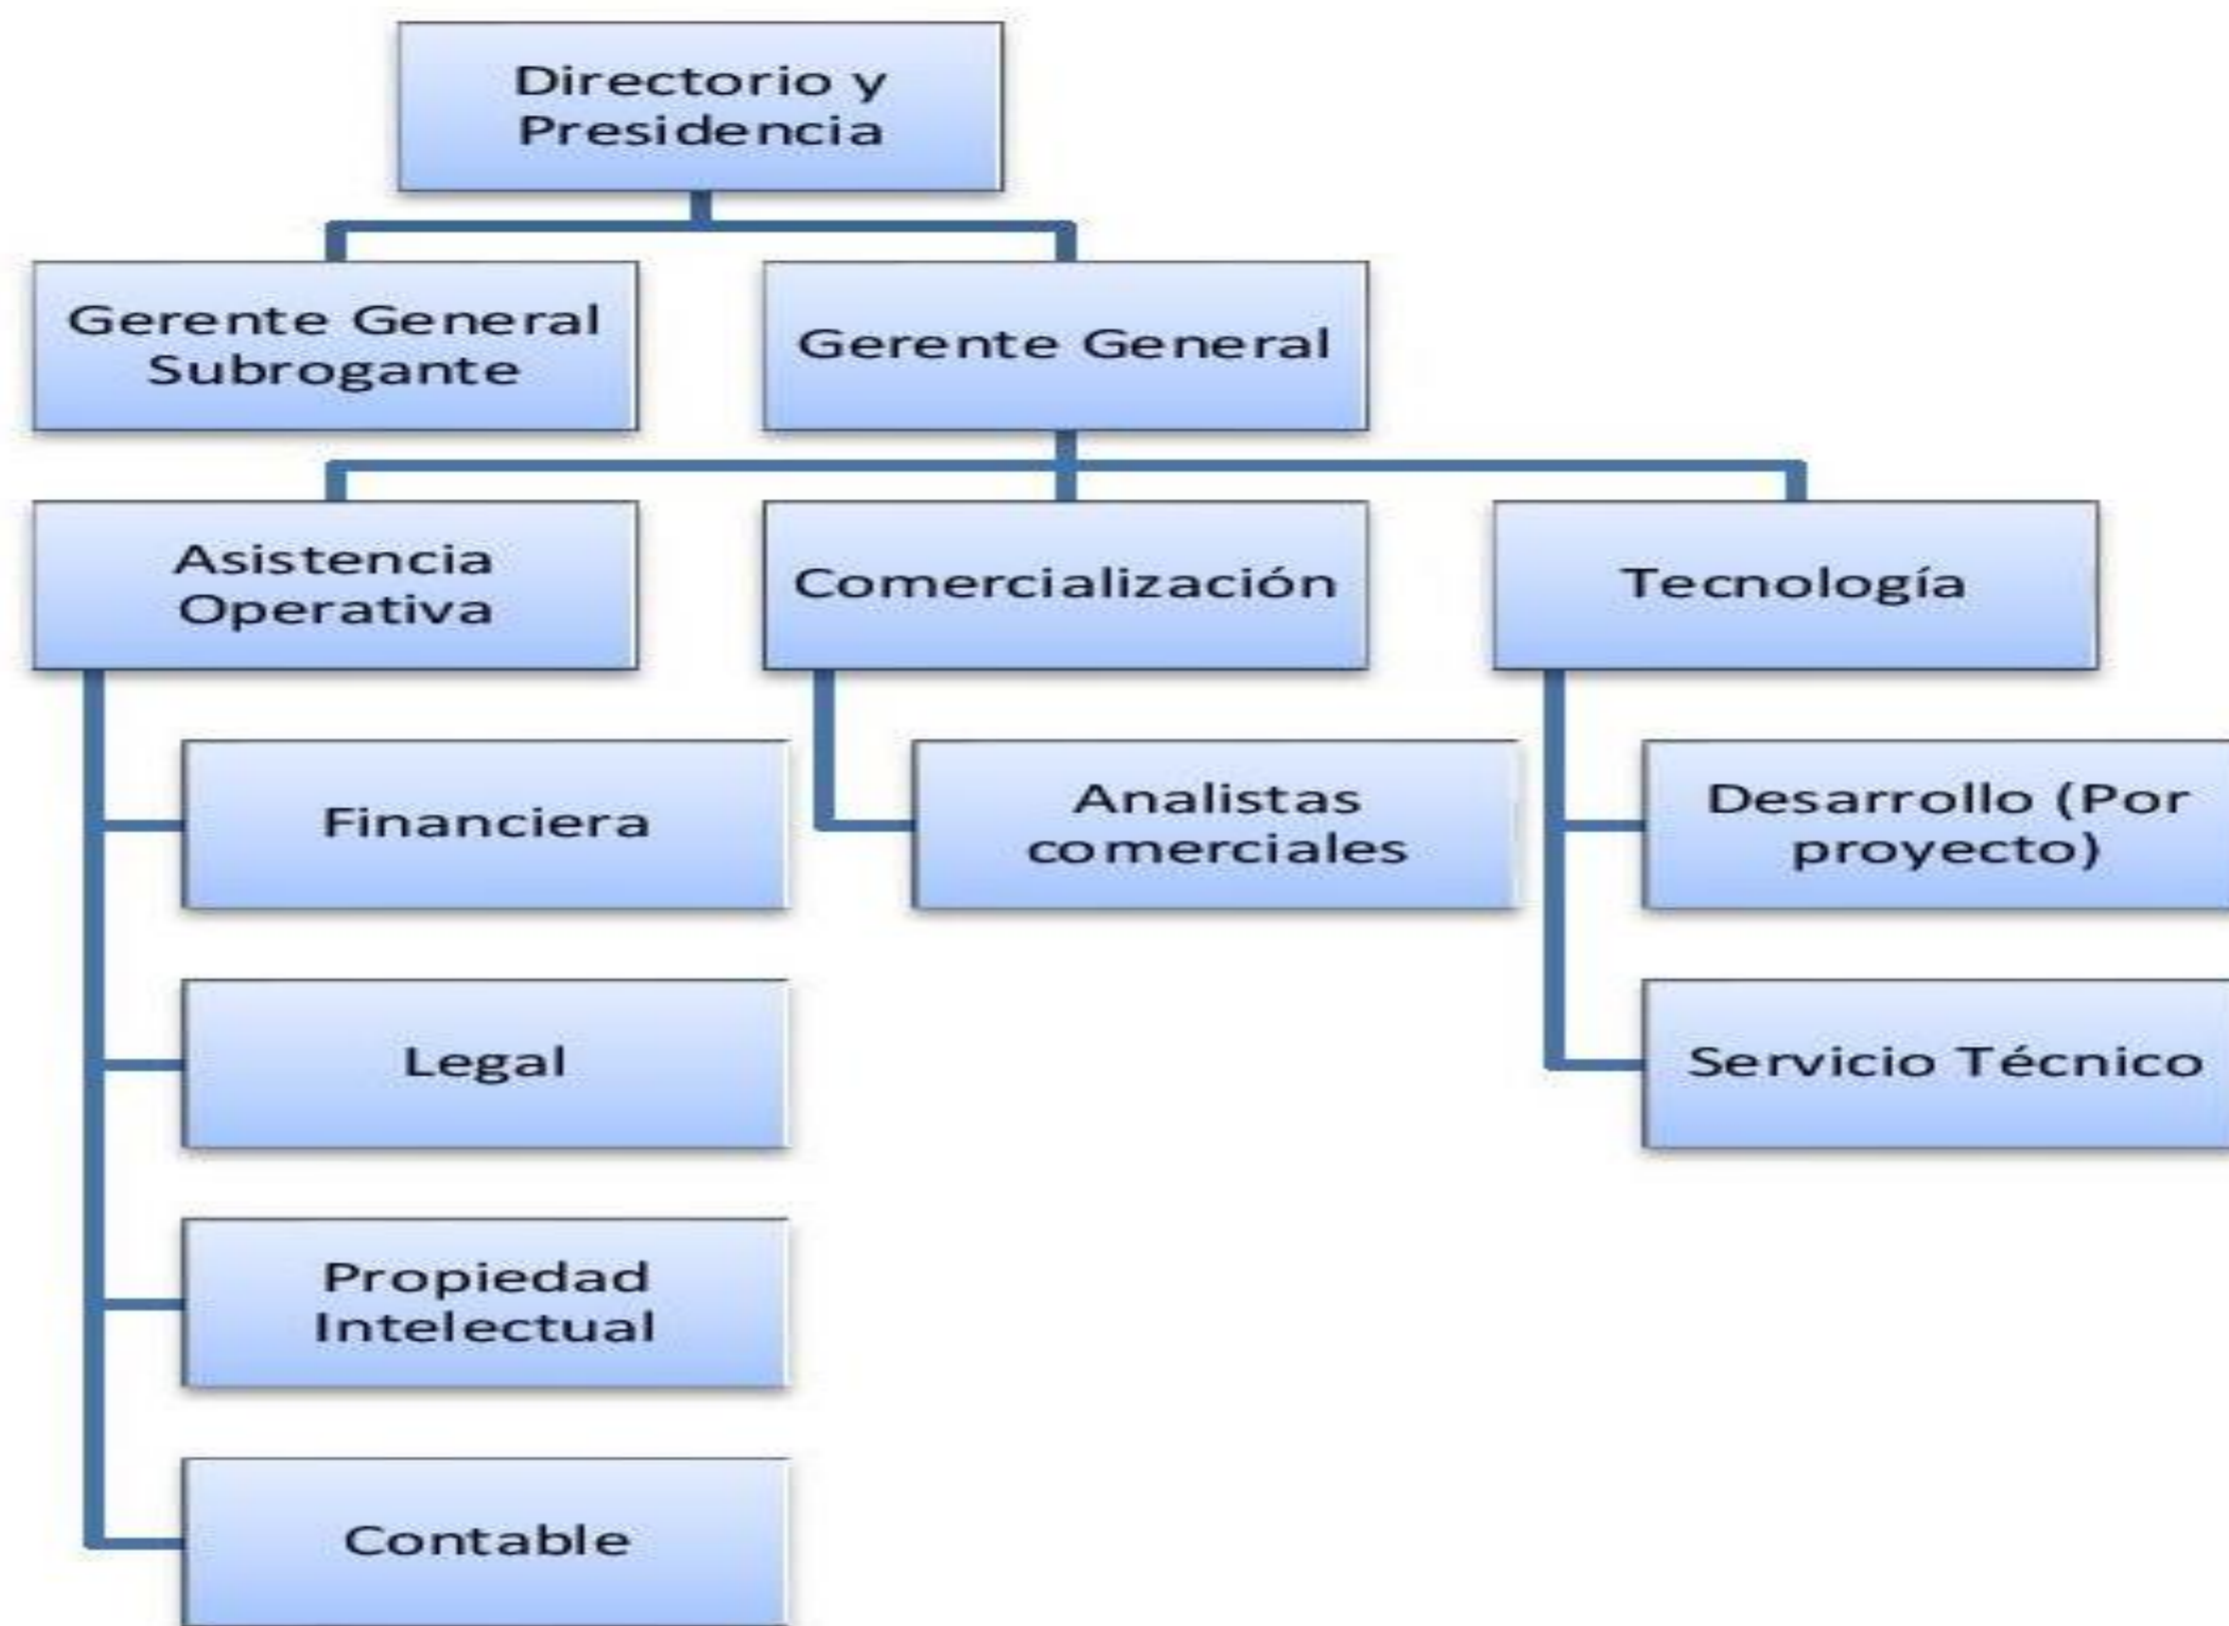 Directorio y
Presidencia
Gerente General
Subrogante
Gerente General
Asistencia
Operativa
Comercialización
Tecnología
Financiera
Analistas
comerciales
Desarrollo (Por
proyecto)
Legal
Servicio Técnico
Propiedad
Intelectual
Contable